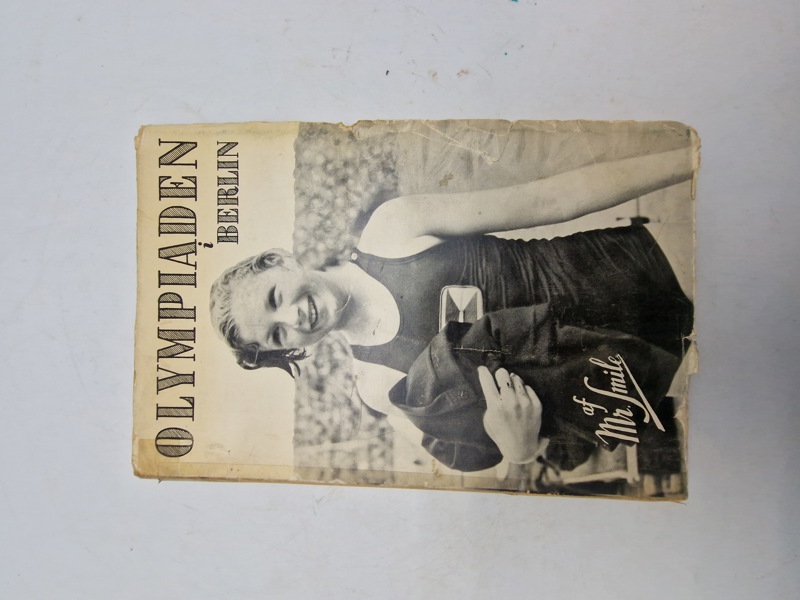 OLYMPIADEN
i
BERLIN
af
Mr. Smile